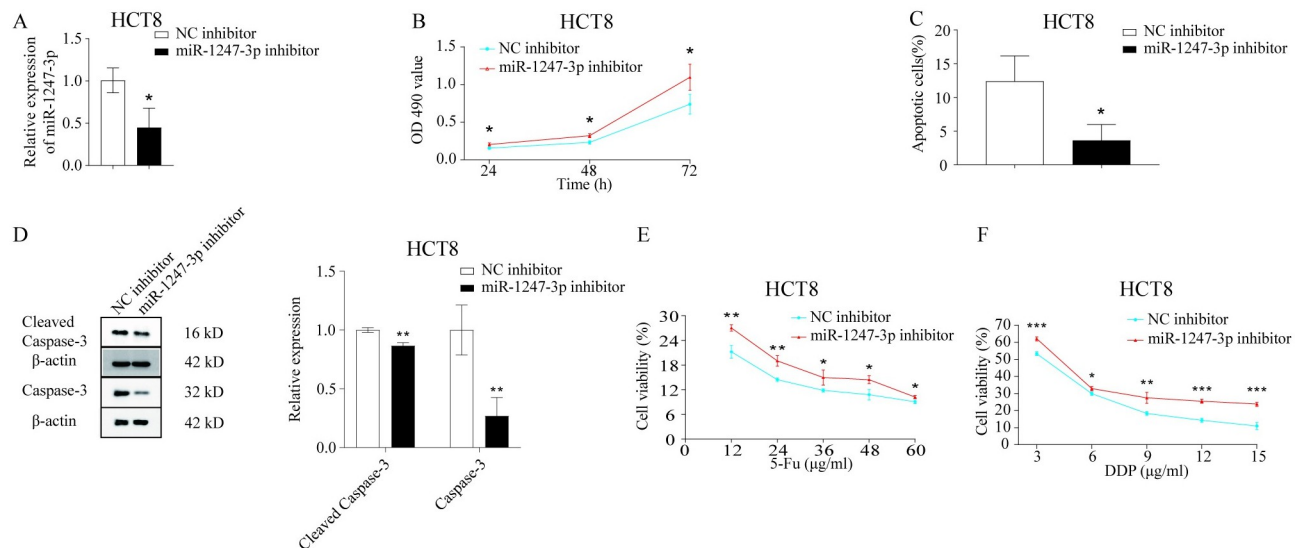 A
HCT8
NC inhibitor
miR-1247-3p inhibitor
Relative expression
of miR-1247-3p
1.5
1.0
0.5
0.0
*
B
HCT8
NC inhibitor
miR-1247-3p inhibitor
OD 490 value
1.5
1.0
0.5
0.0
*
*
*
24
48
72
Time (h)
C
HCT8
NC inhibitor
miR-1247-3p inhibitor
Apoptotic cells(%)
20
15
10
5
0
*
D
NC inhibitor
miR-1247-3p inhibitor
Cleaved
Caspase-3
16 kD
β-actin
42 kD
Caspase-3
32 kD
β-actin
42 kD
HCT8
NC inhibitor
miR-1247-3p inhibitor
Relative expression
1.5
1.0
0.5
0.0
**
**
Cleaved Caspase-3
Caspase-3
E
HCT8
NC inhibitor
miR-1247-3p inhibitor
Cell viability (%)
30
24
18
12
6
0
**
**
*
*
*
0
12
24
36
48
60
5-Fu (μg/ml)
F
HCT8
NC inhibitor
miR-1247-3p inhibitor
Cell viability (%)
70
60
50
40
30
20
10
0
***
*
**
***
***
3
6
9
12
15
DDP (μg/ml)